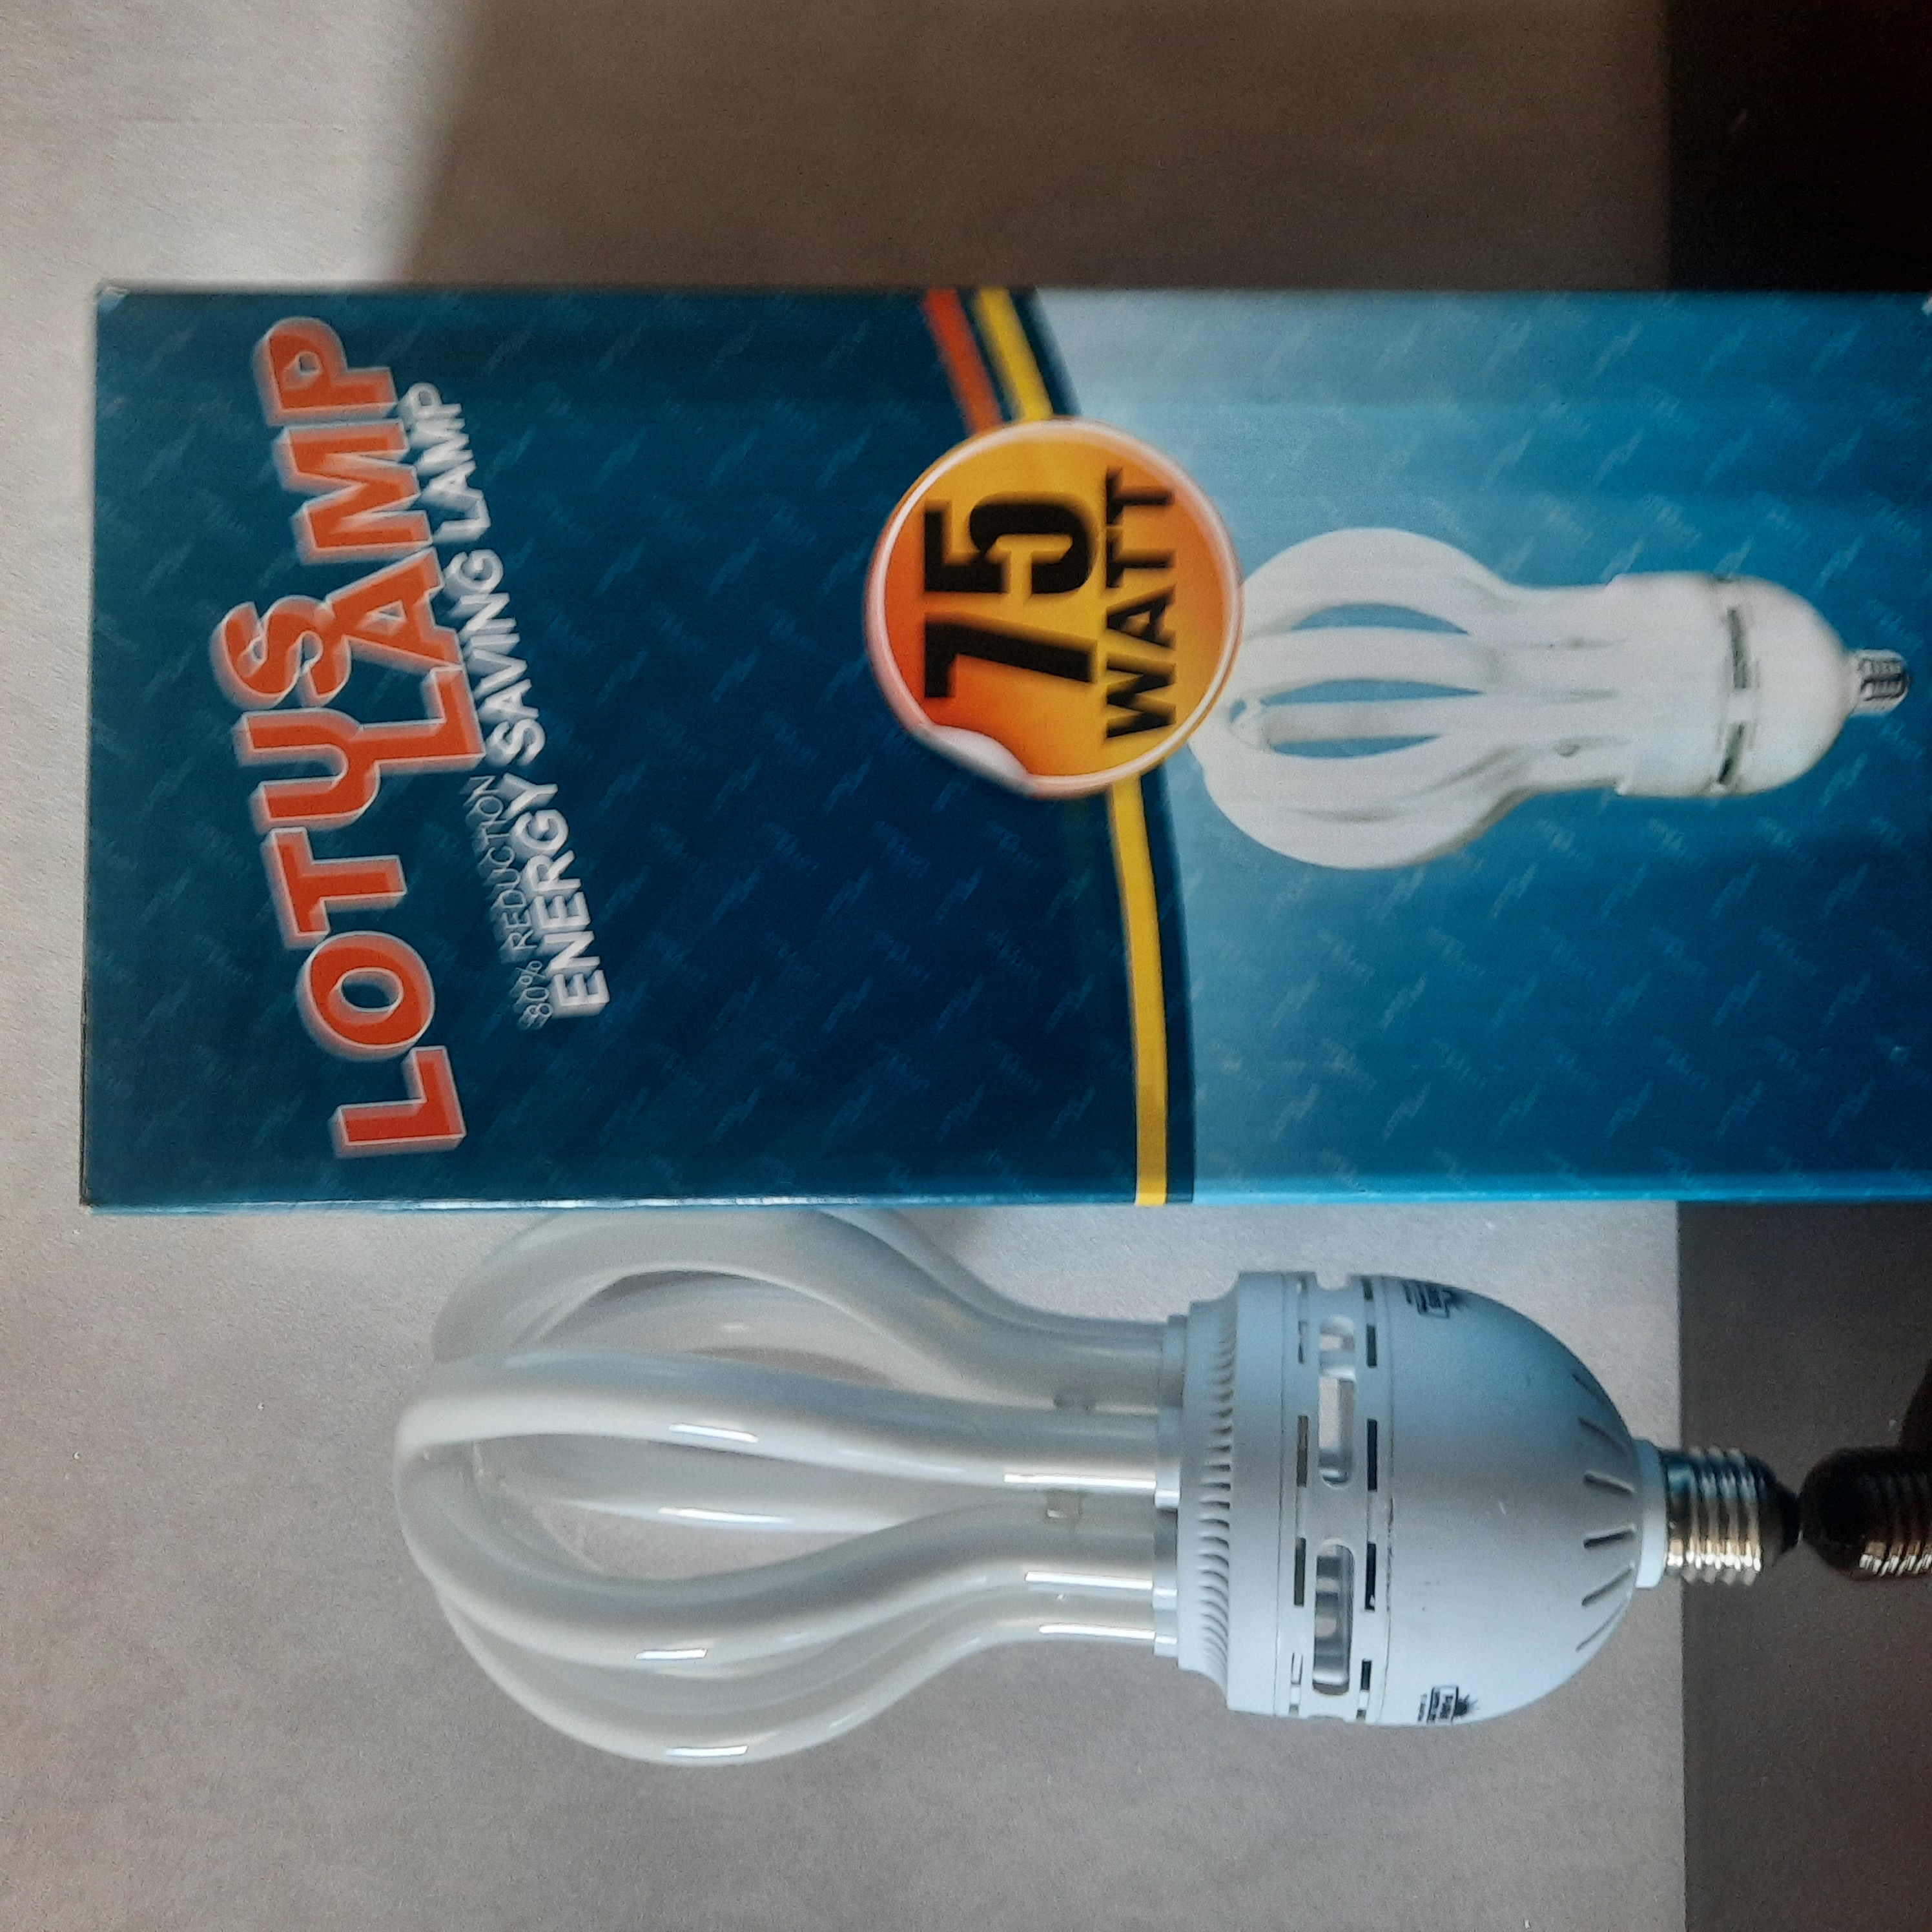 LOTUS
LAMP
80% REDUCTION
ENERGY SAVING LAMP
75
WATT